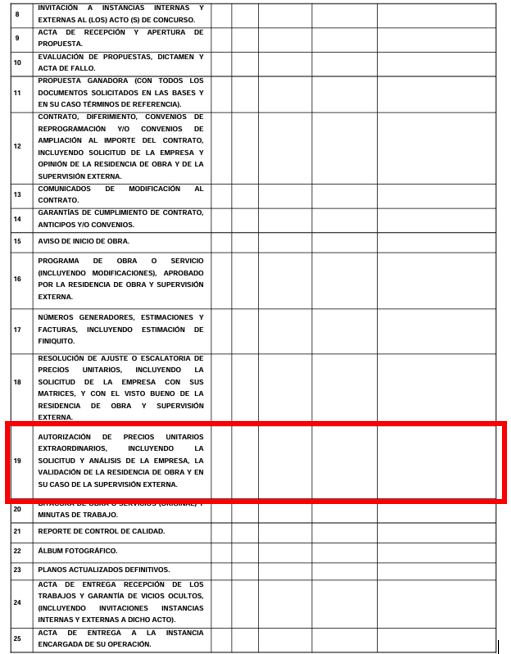 8
INVITACIÓN A INSTANCIAS INTERNAS Y
EXTERNAS AL (LOS) ACTO (S) DE CONCURSO.
9
ACTA DE RECEPCIÓN Y APERTURA DE
PROPUESTA.
10
EVALUACIÓN DE PROPUESTAS, DICTAMEN Y
ACTA DE FALLO.
11
PROPUESTA GANADORA (CON TODOS LOS
DOCUMENTOS SOLICITADOS EN LAS BASES Y
EN SU CASO TÉRMINOS DE REFERENCIA).
12
CONTRATO, DIFERIMIENTO, CONVENIOS DE
REPROGRAMACIÓN Y/O CONVENIOS DE
AMPLIACIÓN AL IMPORTE DEL CONTRATO,
INCLUYENDO SOLICITUD DE LA EMPRESA Y
OPINIÓN DE LA RESIDENCIA DE OBRA Y DE LA
SUPERVISIÓN EXTERNA.
13
COMUNICADOS DE MODIFICACIÓN AL
CONTRATO.
14
GARANTÍAS DE CUMPLIMIENTO DE CONTRATO,
ANTICIPOS Y/O CONVENIOS.
15
AVISO DE INICIO DE OBRA.
16
PROGRAMA DE OBRA O SERVICIO
(INCLUYENDO MODIFICACIONES), APROBADO
POR LA RESIDENCIA DE OBRA Y SUPERVISIÓN
EXTERNA.
17
NÚMEROS GENERADORES, ESTIMACIONES Y
FACTURAS, INCLUYENDO ESTIMACIÓN DE
FINIQUITO.
18
RESOLUCIÓN DE AJUSTE O ESCALATORIA DE
PRECIOS UNITARIOS, INCLUYENDO LA
SOLICITUD DE LA EMPRESA CON SUS
MATRICES, Y CON EL VISTO BUENO DE LA
RESIDENCIA DE OBRA Y SUPERVISIÓN
EXTERNA.
19
AUTORIZACIÓN DE PRECIOS UNITARIOS
EXTRAORDINARIOS, INCLUYENDO LA
SOLICITUD Y ANÁLISIS DE LA EMPRESA, LA
VALIDACIÓN DE LA RESIDENCIA DE OBRA Y EN
SU CASO DE LA SUPERVISIÓN EXTERNA.
20
BITÁCORA DE OBRA O SERVICIOS (ORIGINAL) Y
MINUTAS DE TRABAJO.
21
REPORTE DE CONTROL DE CALIDAD.
22
ÁLBUM FOTOGRÁFICO.
23
PLANOS ACTUALIZADOS DEFINITIVOS.
24
ACTA DE ENTREGA RECEPCIÓN DE LOS
TRABAJOS Y GARANTÍA DE VICIOS OCULTOS,
(INCLUYENDO INVITACIONES INSTANCIAS
INTERNAS Y EXTERNAS A DICHO ACTO).
25
ACTA DE ENTREGA A LA INSTANCIA
ENCARGADA DE SU OPERACIÓN.